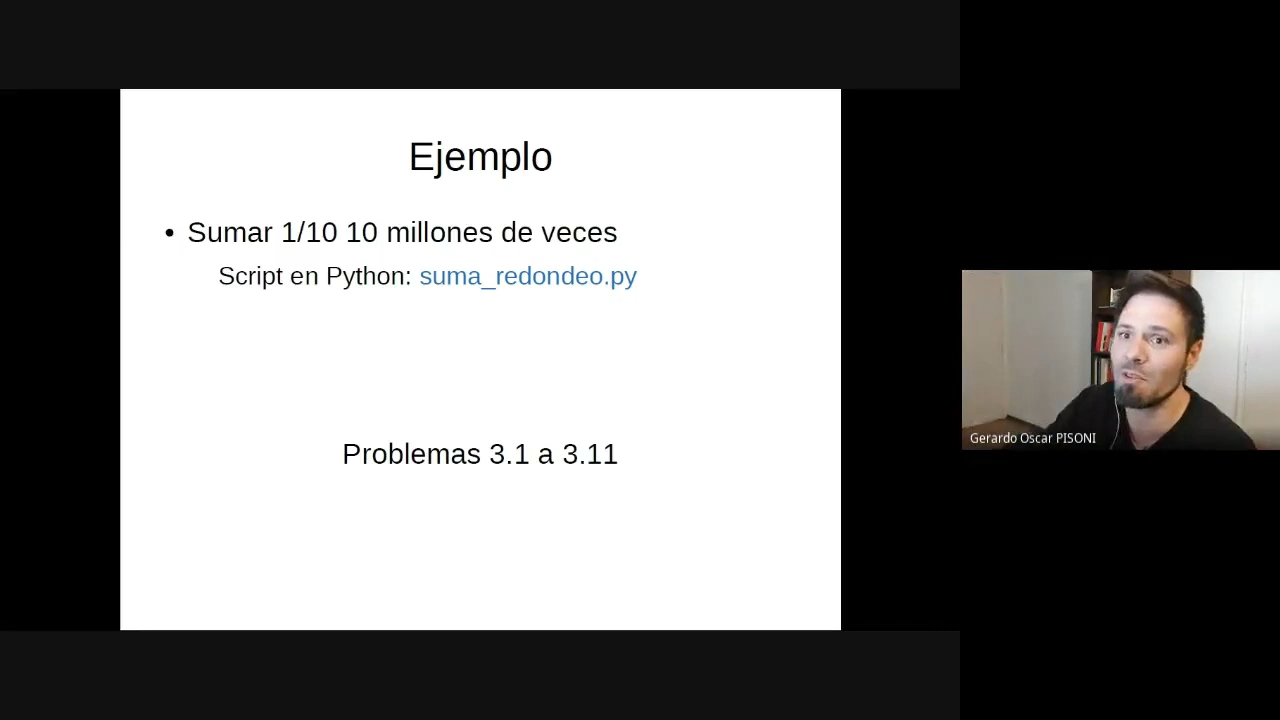 Ejemplo
• Sumar 1/10 10 millones de veces
Script en Python: suma_redondeo.py
Problemas 3.1 a 3.11
Gerardo Oscar PISONI